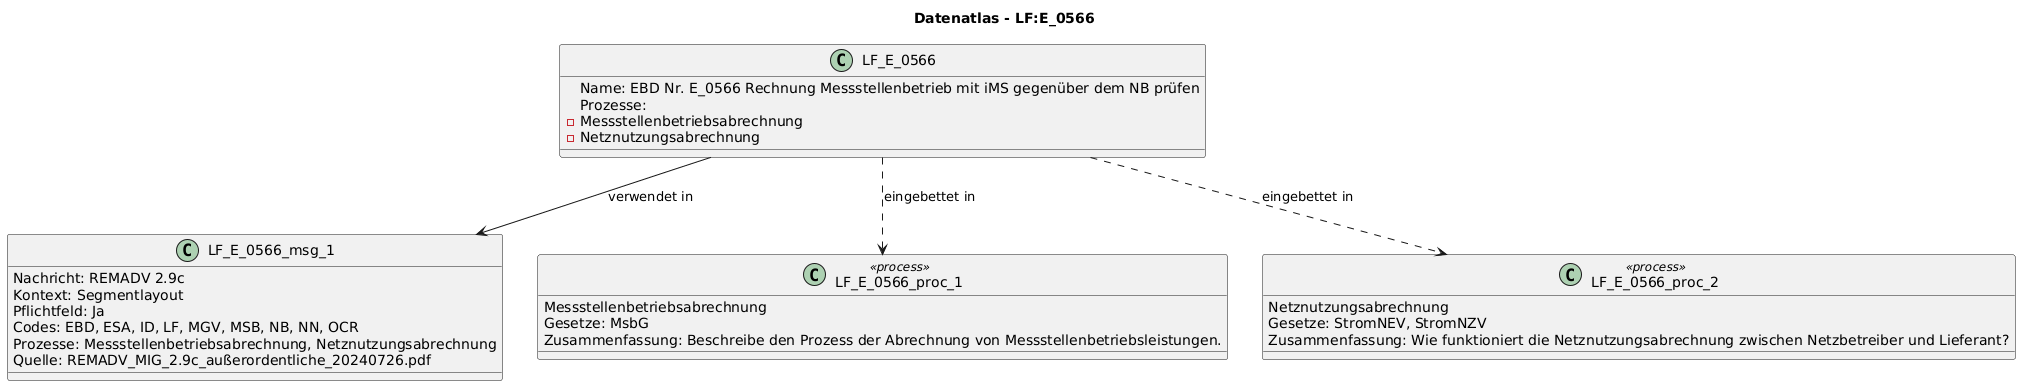 Datenatlas - LF:E_0566
C LF_E_0566
Name: EBD Nr. E_0566 Rechnung Messstellenbetrieb mit iMS gegenüber dem NB prüfen
Prozesse:
Messstellenbetriebsabrechnung
Netznutzungsabrechnung
verwendet in
eingebettet in
eingebettet in
C LF_E_0566_msg_1
Nachricht: REMADV 2.9c
Kontext: Segmentlayout
Pflichtfeld: Ja
Codes: EBD, ESA, ID, LF, MGV, MSB, NB, NN, OCR
Prozesse: Messstellenbetriebsabrechnung, Netznutzungsabrechnung
Quelle: REMADV_MIG_2.9c_außerordentliche_20240726.pdf
«process»
C LF_E_0566_proc_1
Messstellenbetriebsabrechnung
Gesetze: MsbG
Zusammenfassung: Beschreibe den Prozess der Abrechnung von Messstellenbetriebsleistungen.
«process»
C LF_E_0566_proc_2
Netznutzungsabrechnung
Gesetze: StromNEV, StromNZV
Zusammenfassung: Wie funktioniert die Netznutzungsabrechnung zwischen Netzbetreiber und Lieferant?